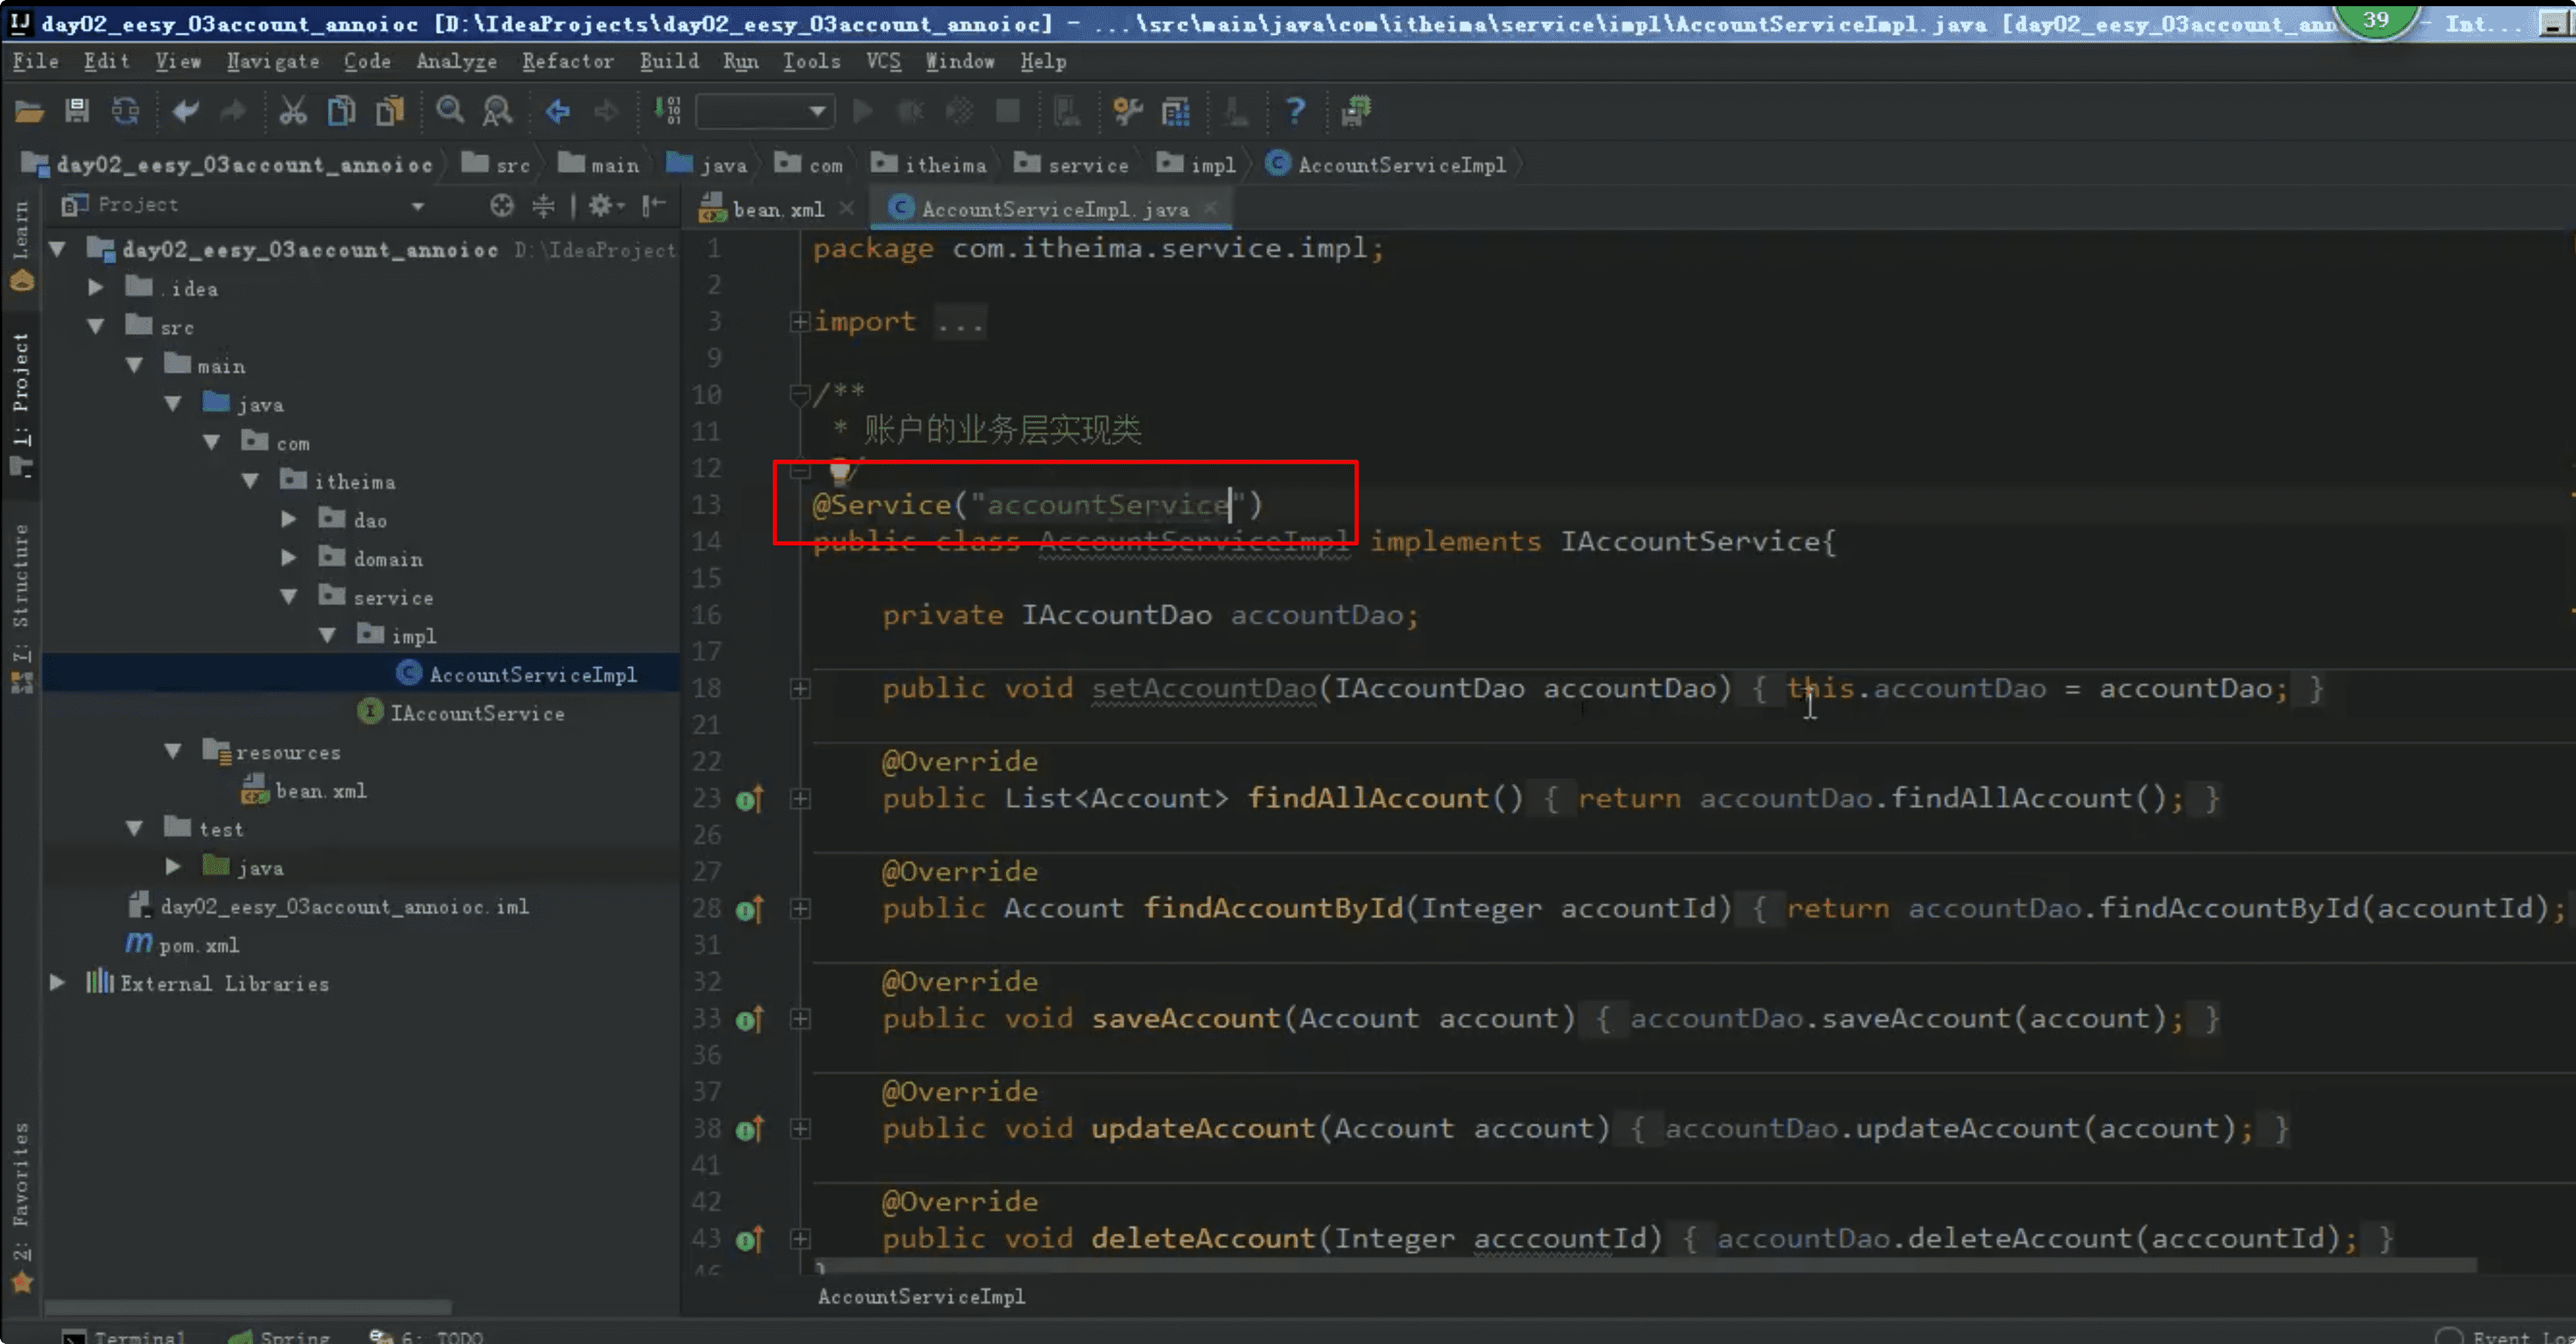 day02_eesy_03account_annoioc [D:\IdeaProjects\day02_eesy_03account_annoioc] - ...\src\main\java\com\itheima\service\impl\AccountServiceImpl.java [day02_eesy_03account_ann 39 - Int...
File Edit View Navigate Code Analyze Refactor Build Run Tools VCS Window Help
day02_eesy_03account_annoioc src main java com itheima service impl AccountServiceImpl
Project
bean.xml AccountServiceImpl.java
Learn
1: Project
7: Structure
2: Favorites
day02_eesy_03account_annoioc D:\IdeaProject
.idea
src
main
java
com
itheima
dao
domain
service
impl
AccountServiceImpl
IAccountService
resources
bean.xml
test
java
day02_eesy_03account_annoioc.iml
pom.xml
External Libraries
1 package com.itheima.service.impl;
2
3 import ...
9
10 /**
11 * 账户的业务层实现类
12 */
13 @Service("accountService")
14 public class AccountServiceImpl implements IAccountService{
15
16 private IAccountDao accountDao;
17
18 public void setAccountDao(IAccountDao accountDao) { this.accountDao = accountDao; }
21
22 @Override
23 public List<Account> findAllAccount() { return accountDao.findAllAccount(); }
26
27 @Override
28 public Account findAccountById(Integer accountId) { return accountDao.findAccountById(accountId);
31
32 @Override
33 public void saveAccount(Account account) { accountDao.saveAccount(account); }
36
37 @Override
38 public void updateAccount(Account account) { accountDao.updateAccount(account); }
41
42 @Override
43 public void deleteAccount(Integer acccountId) { accountDao.deleteAccount(acccountId); }
46 }
AccountServiceImpl
Terminal Spring 6: TODO Event Log